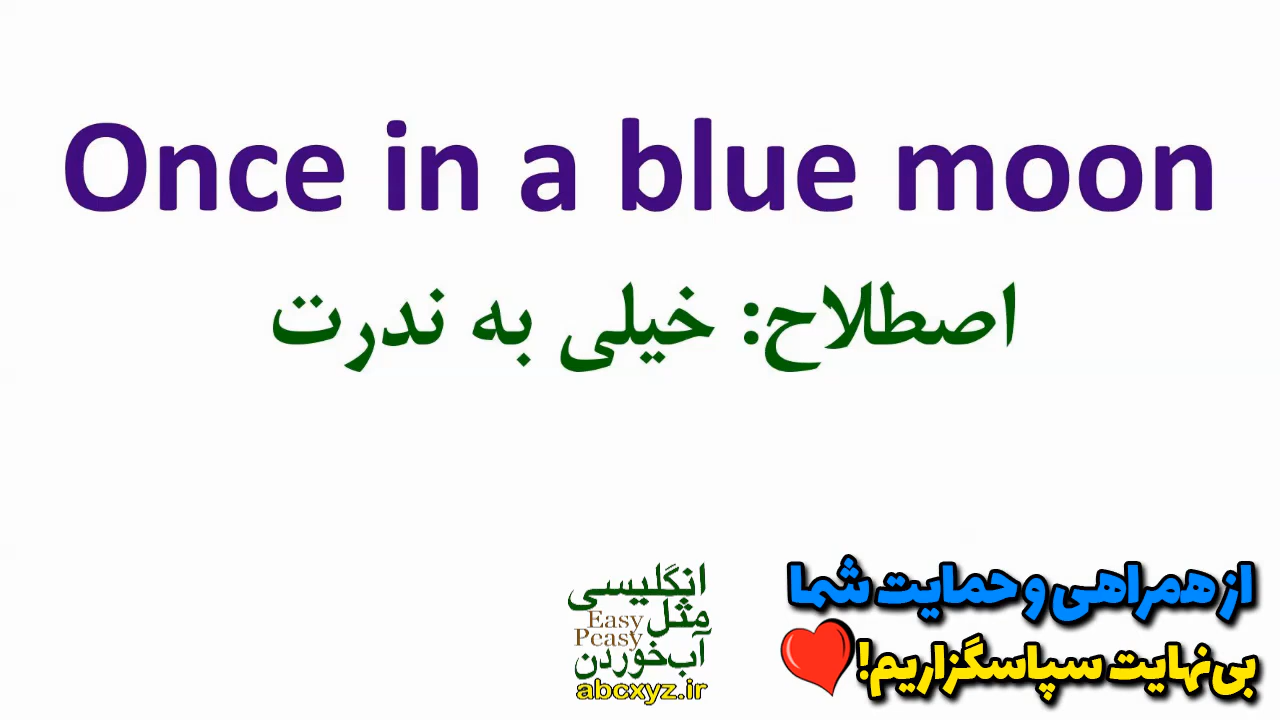 Once in a blue moon
اصطلاح: خیلی به ندرت
انگلیسی
مثل
Easy
Peasy
آب‌خوردن
abcxyz.ir
از همراهی و حمایت شما
بی‌نهایت سپاسگزاریم!